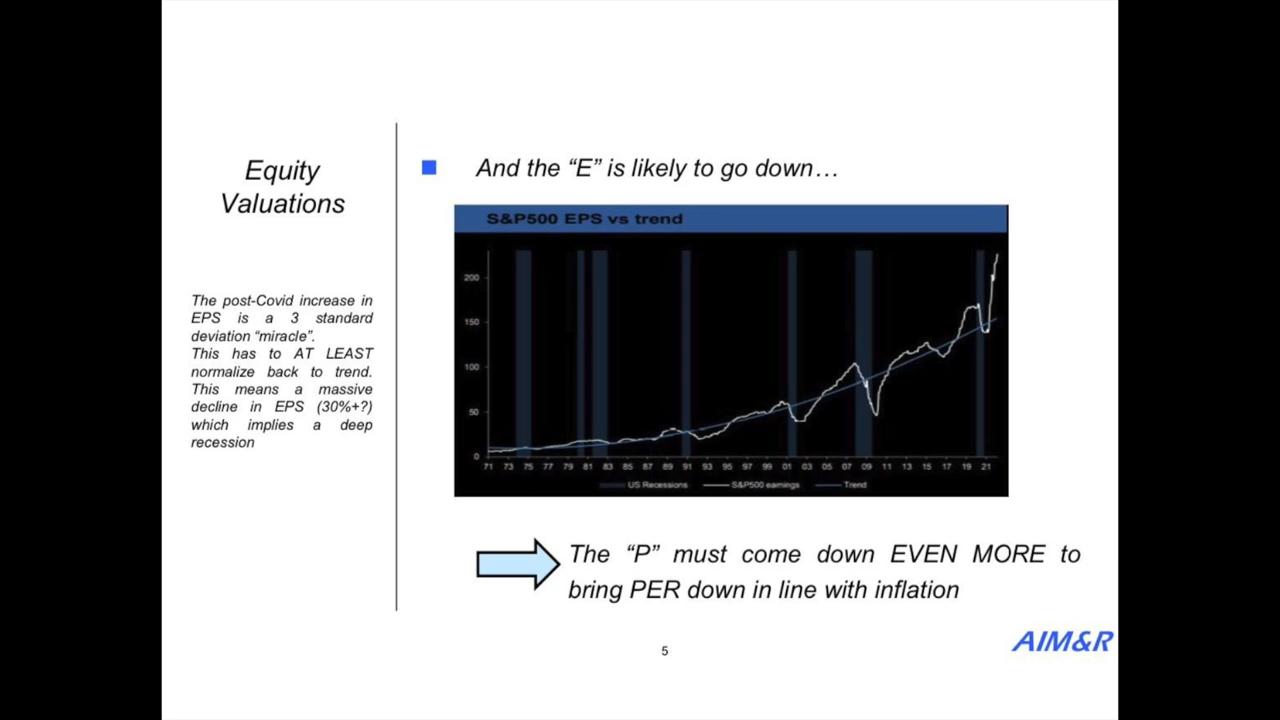 Equity
Valuations
The post-Covid increase in
EPS is a 3 standard
deviation “miracle”.
This has to AT LEAST
normalize back to trend.
This means a massive
decline in EPS (30%+?)
which implies a deep
recession
And the “E” is likely to go down…
S&P500 EPS vs trend
200
150
100
50
0
71 73 75 77 79 81 83 85 87 89 91 93 95 97 99 01 03 05 07 09 11 13 15 17 19 21
US Recessions S&P500 earnings Trend
The “P” must come down EVEN MORE to
bring PER down in line with inflation
AIM&R
5